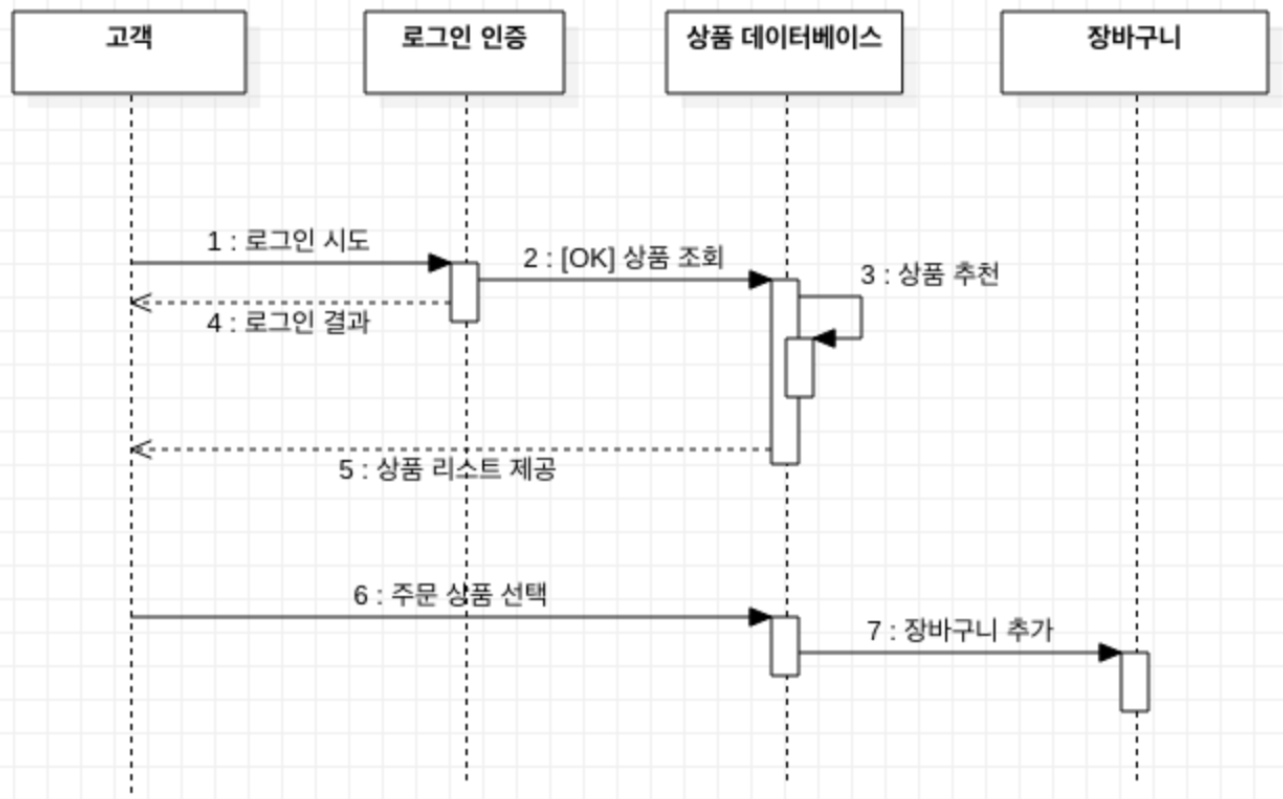 고객
로그인 인증
상품 데이터베이스
장바구니
1 : 로그인 시도
2 : [OK] 상품 조회
3 : 상품 추천
4 : 로그인 결과
5 : 상품 리스트 제공
6 : 주문 상품 선택
7 : 장바구니 추가